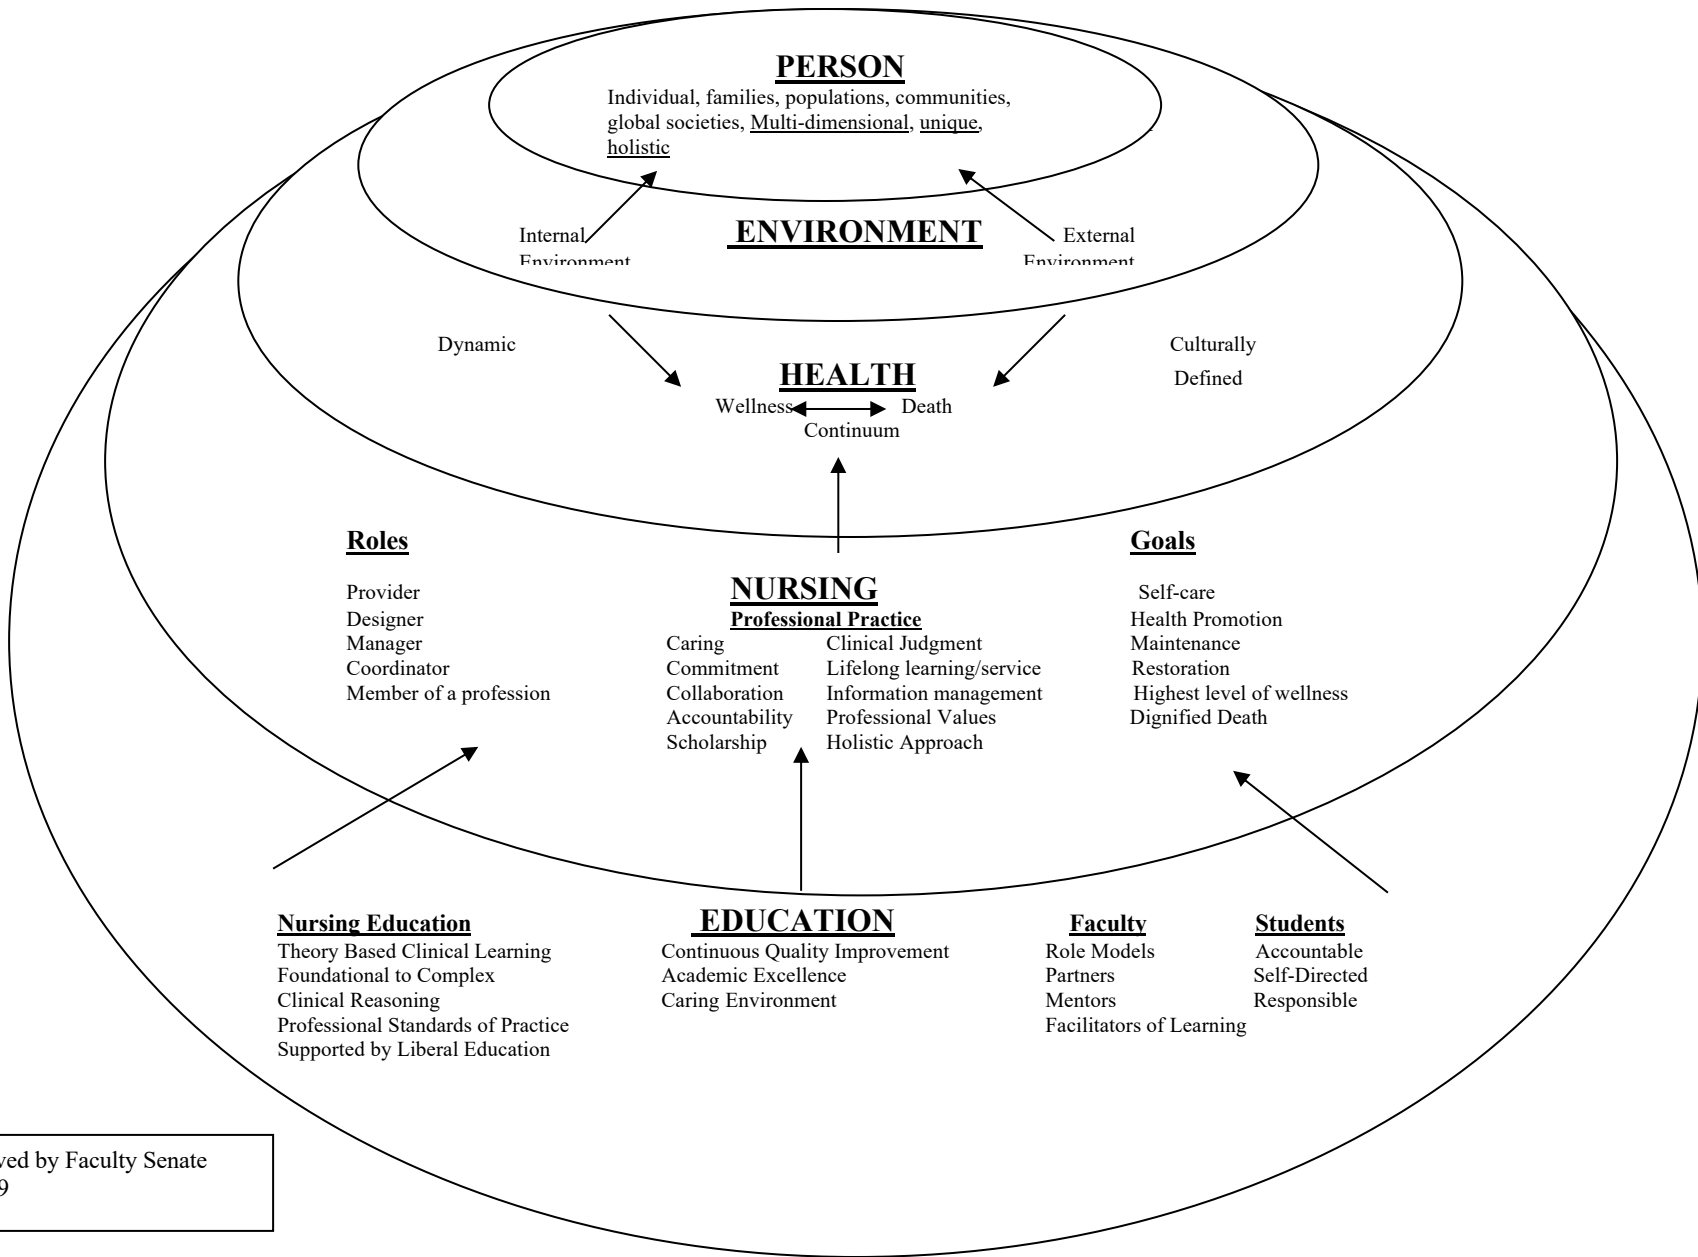 PERSON
Individual, families, populations, communities,
global societies, Multi-dimensional, unique,
holistic
Internal
Environment
ENVIRONMENT
External
Environment
Dynamic
Culturally
Defined
HEALTH
Wellness Death
Continuum
Roles
Provider
Designer
Manager
Coordinator
Member of a profession
NURSING
Professional Practice
Caring
Commitment
Collaboration
Accountability
Scholarship
Clinical Judgment
Lifelong learning/service
Information management
Professional Values
Holistic Approach
Goals
Self-care
Health Promotion
Maintenance
Restoration
Highest level of wellness
Dignified Death
Nursing Education
Theory Based Clinical Learning
Foundational to Complex
Clinical Reasoning
Professional Standards of Practice
Supported by Liberal Education
EDUCATION
Continuous Quality Improvement
Academic Excellence
Caring Environment
Faculty
Role Models
Partners
Mentors
Facilitators of Learning
Students
Accountable
Self-Directed
Responsible
by Faculty Senate